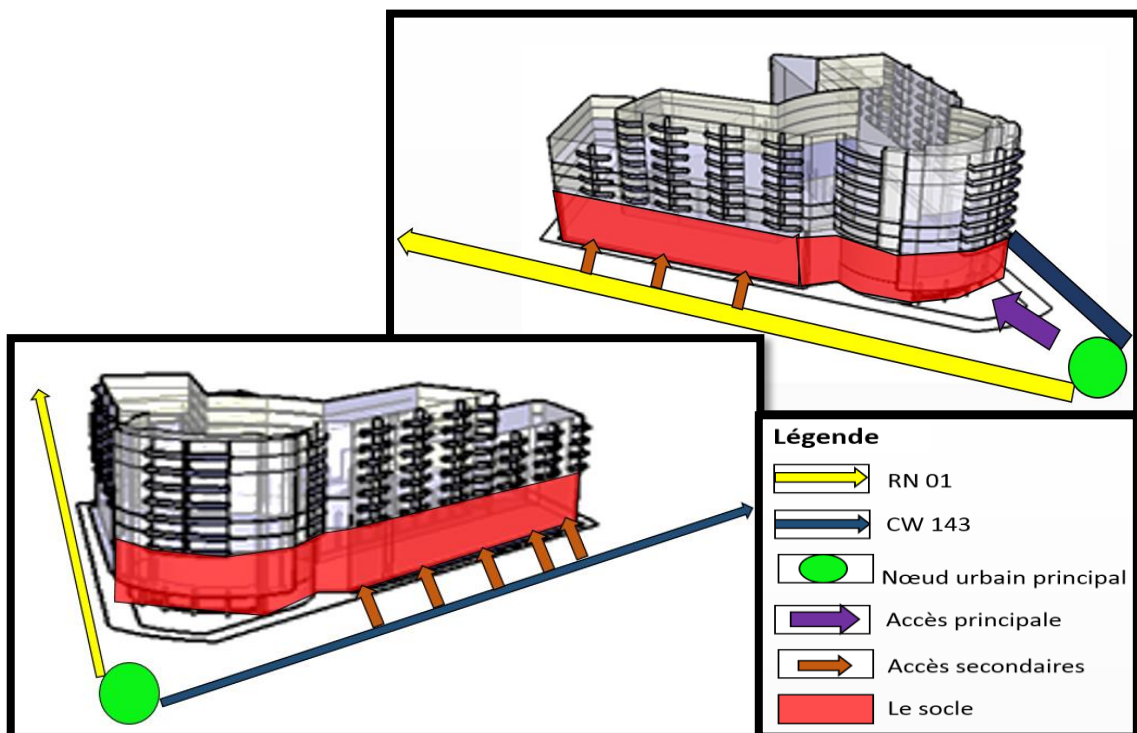 Légende
RN 01
CW 143
Nœud urbain principal
Accès principale
Accès secondaires
Le socle